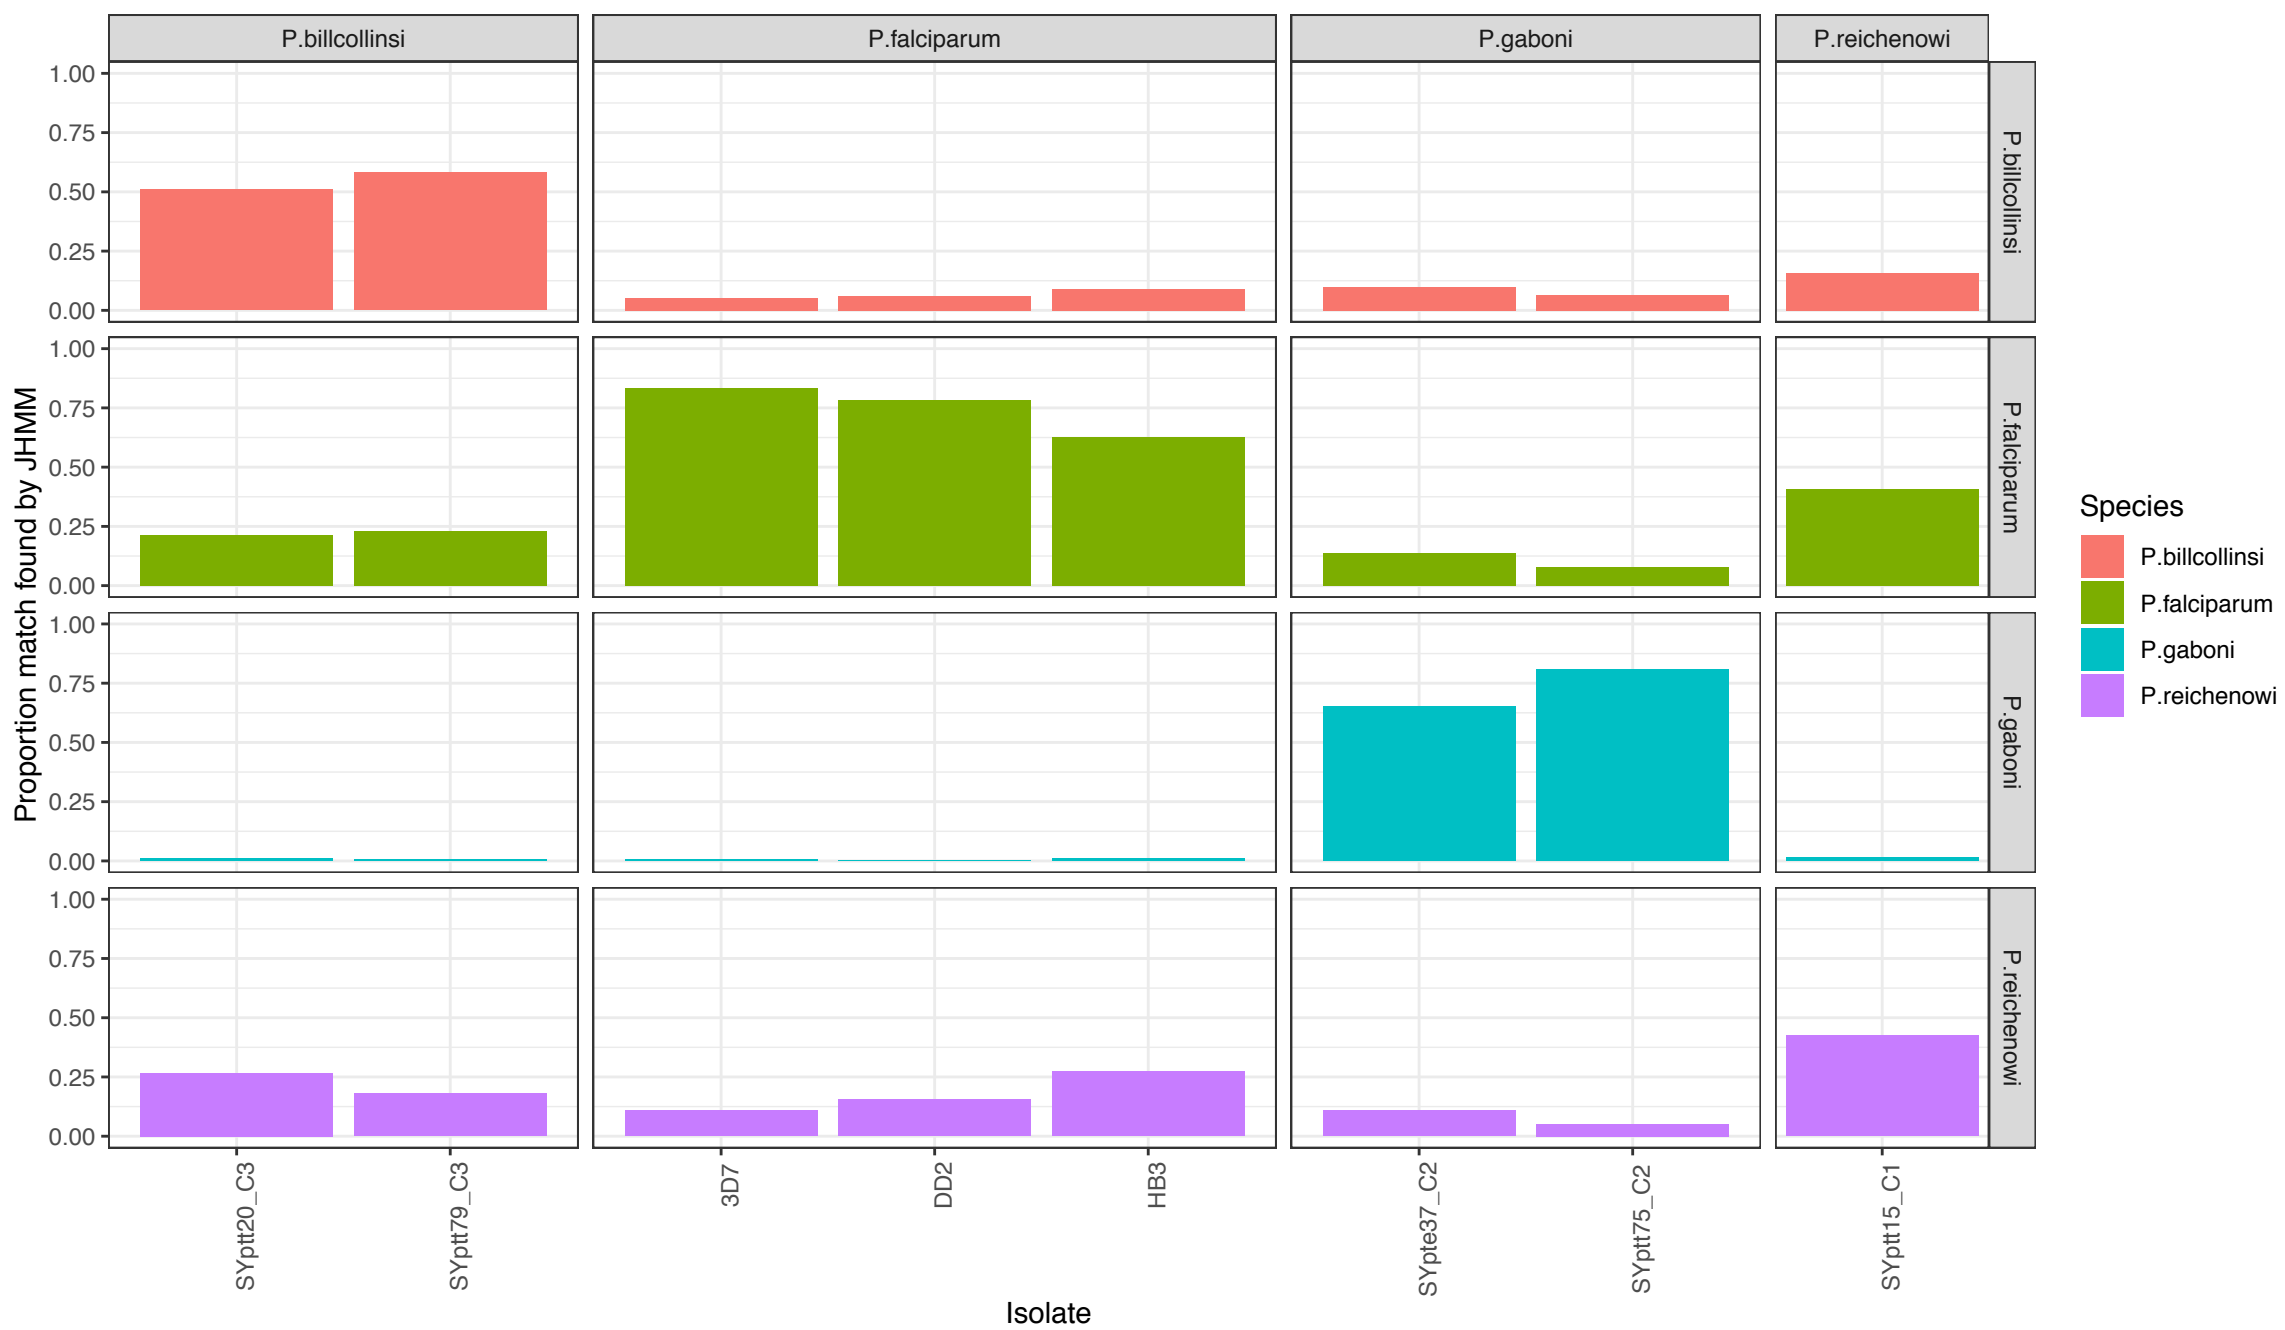 P.billcollinsi
P.falciparum
P.gaboni
P.reichenowi
1.00
0.75
0.50
0.25
0.00
P.billcollinsi
1.00
0.75
0.50
0.25
0.00
P.falciparum
1.00
0.75
0.50
0.25
0.00
P.gaboni
1.00
0.75
0.50
0.25
0.00
P.reichenowi
Proportion match found by JHMM
SYptt20_C3
SYptt79_C3
3D7
DD2
HB3
SYpte37_C2
SYptt75_C2
SYptt15_C1
Isolate
Species
P.billcollinsi
P.falciparum
P.gaboni
P.reichenowi